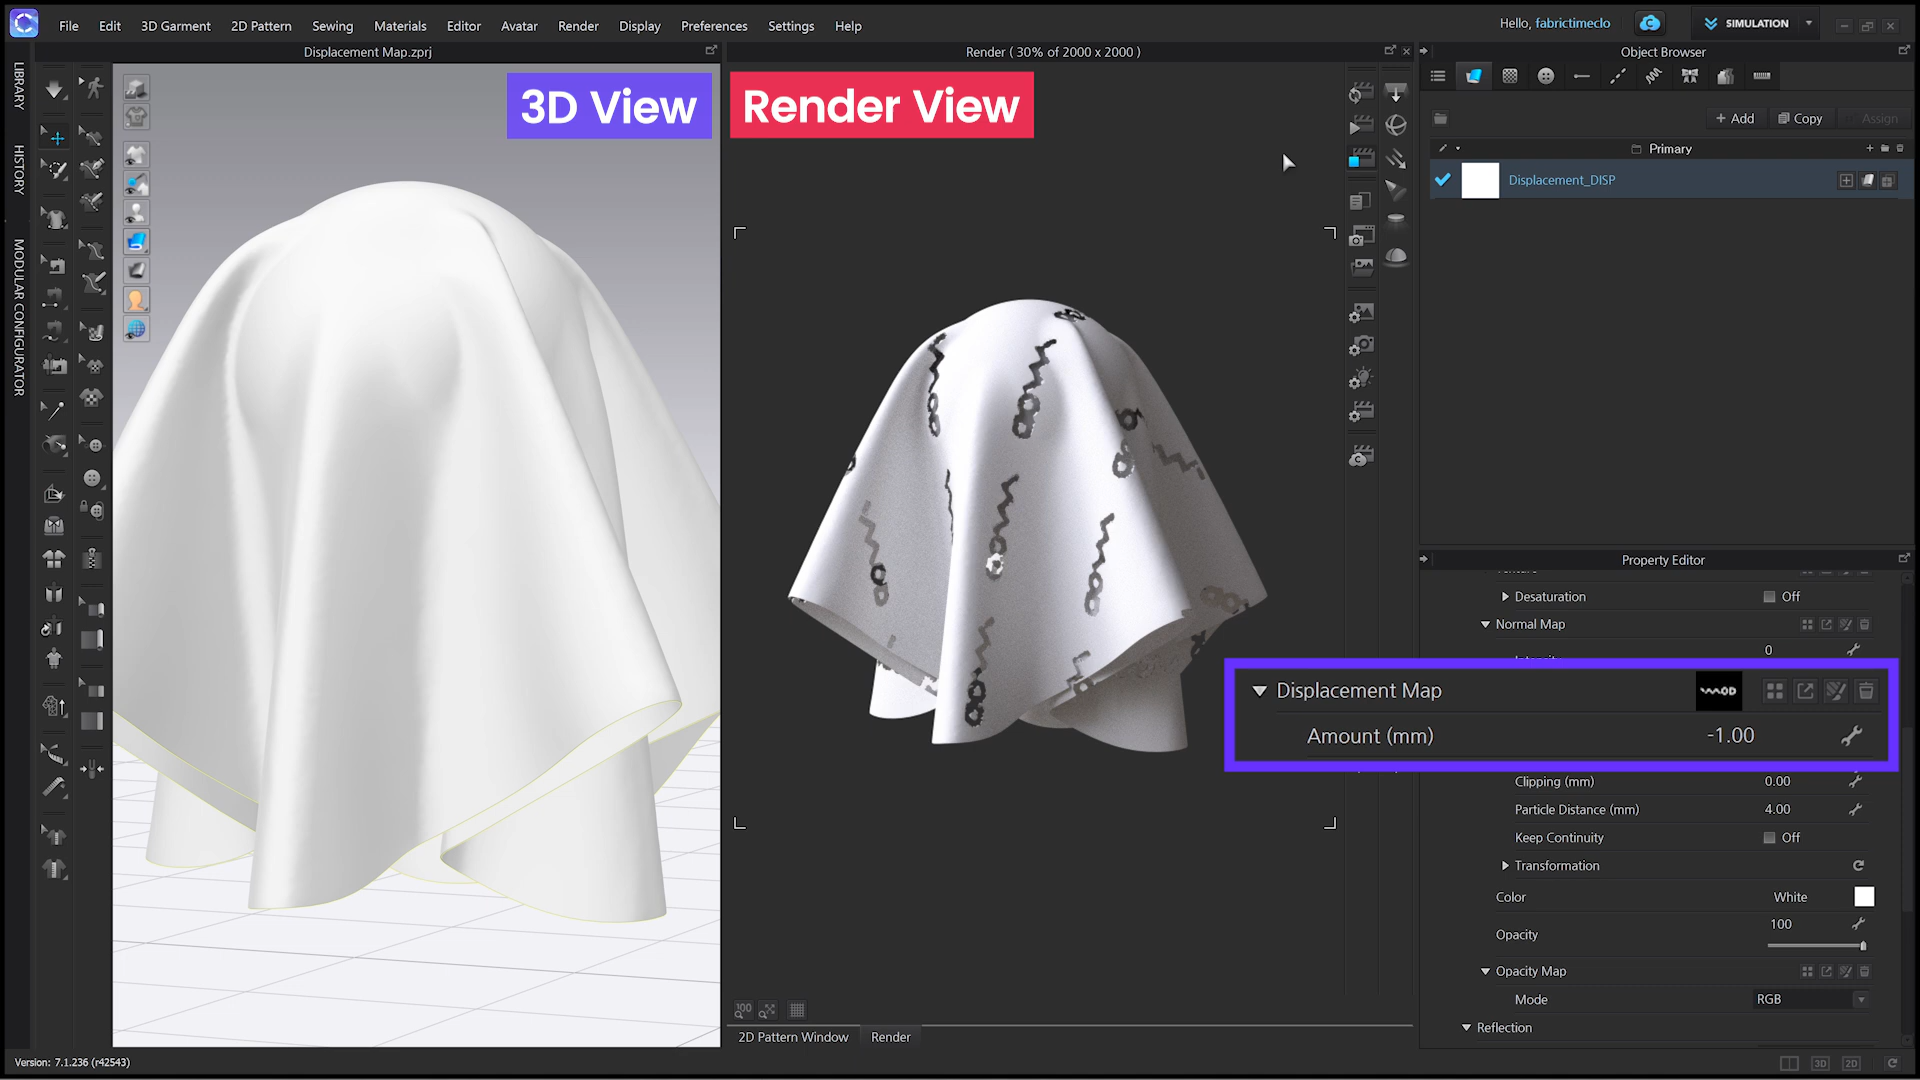 File Edit 3D Garment 2D Pattern Sewing Materials Editor Avatar Render Display Preferences Settings Help
Hello, fabrictimeclo
SIMULATION
Displacement Map.zprj
Render ( 30% of 2000 x 2000 )
Object Browser
LIBRARY
HISTORY
MODULAR CONFIGURATOR
3D View
Render View
+ Add
Copy
Assign
Primary
Displacement_DISP
Property Editor
Desaturation Off
Normal Map
0
Displacement Map
Amount (mm) -1.00
Clipping (mm) 0.00
Particle Distance (mm) 4.00
Keep Continuity Off
Transformation
Color White
100
Opacity
Opacity Map
Mode RGB
Reflection
100
2D Pattern Window Render
Version: 7.1.236 (r42543)
3D 2D